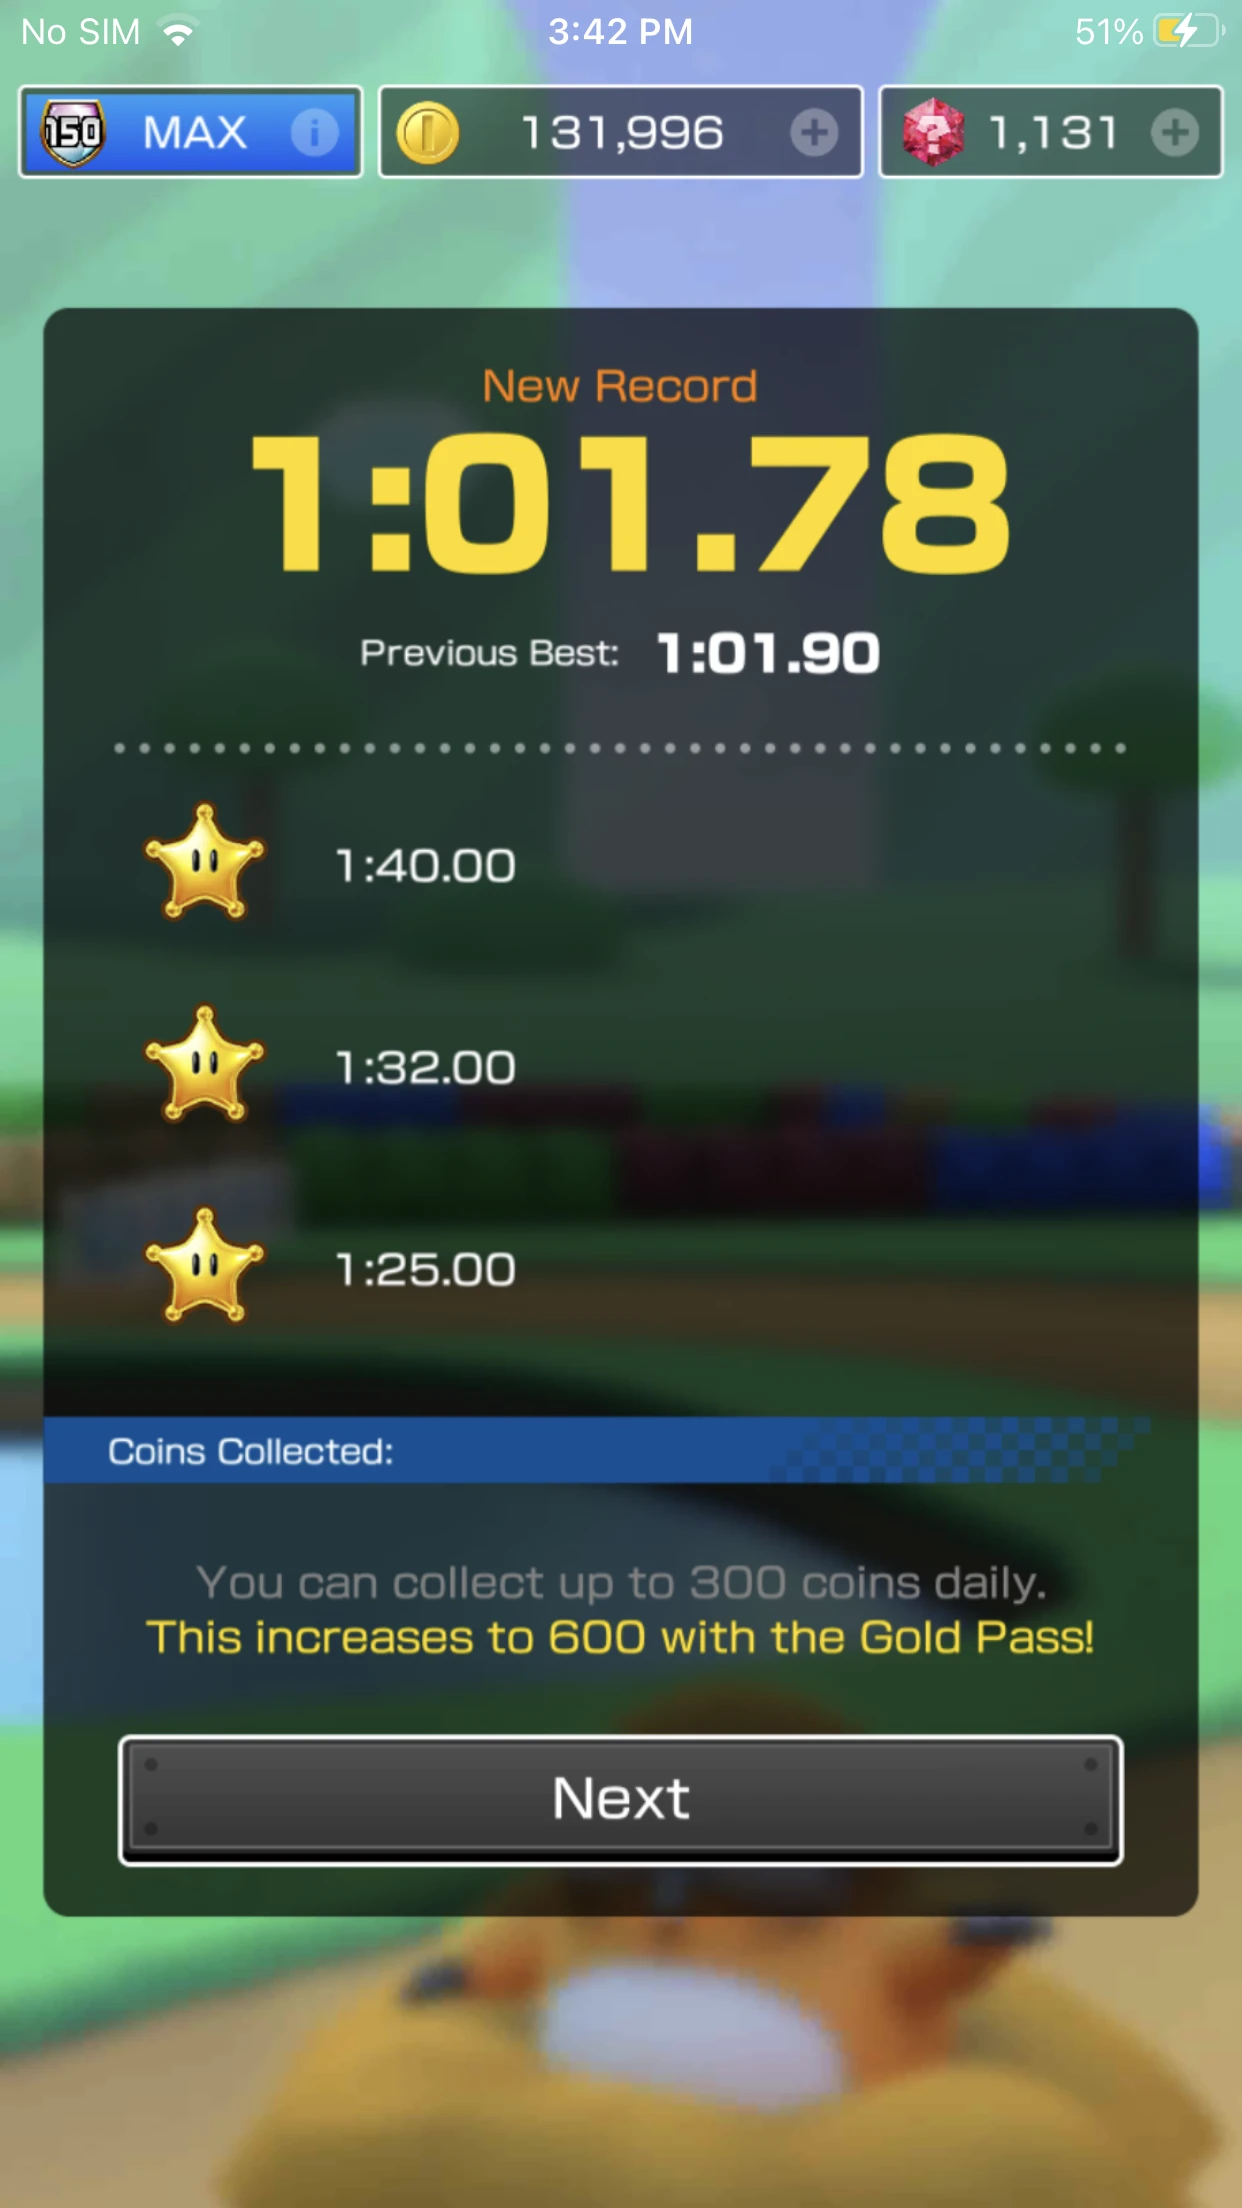 No SIM 3:42 PM 51%
150 MAX i 131,996 + ? 1,131 +
New Record
1:01.78
Previous Best: 1:01.90
1:40.00
1:32.00
1:25.00
Coins Collected:
You can collect up to 300 coins daily.
This increases to 600 with the Gold Pass!
Next